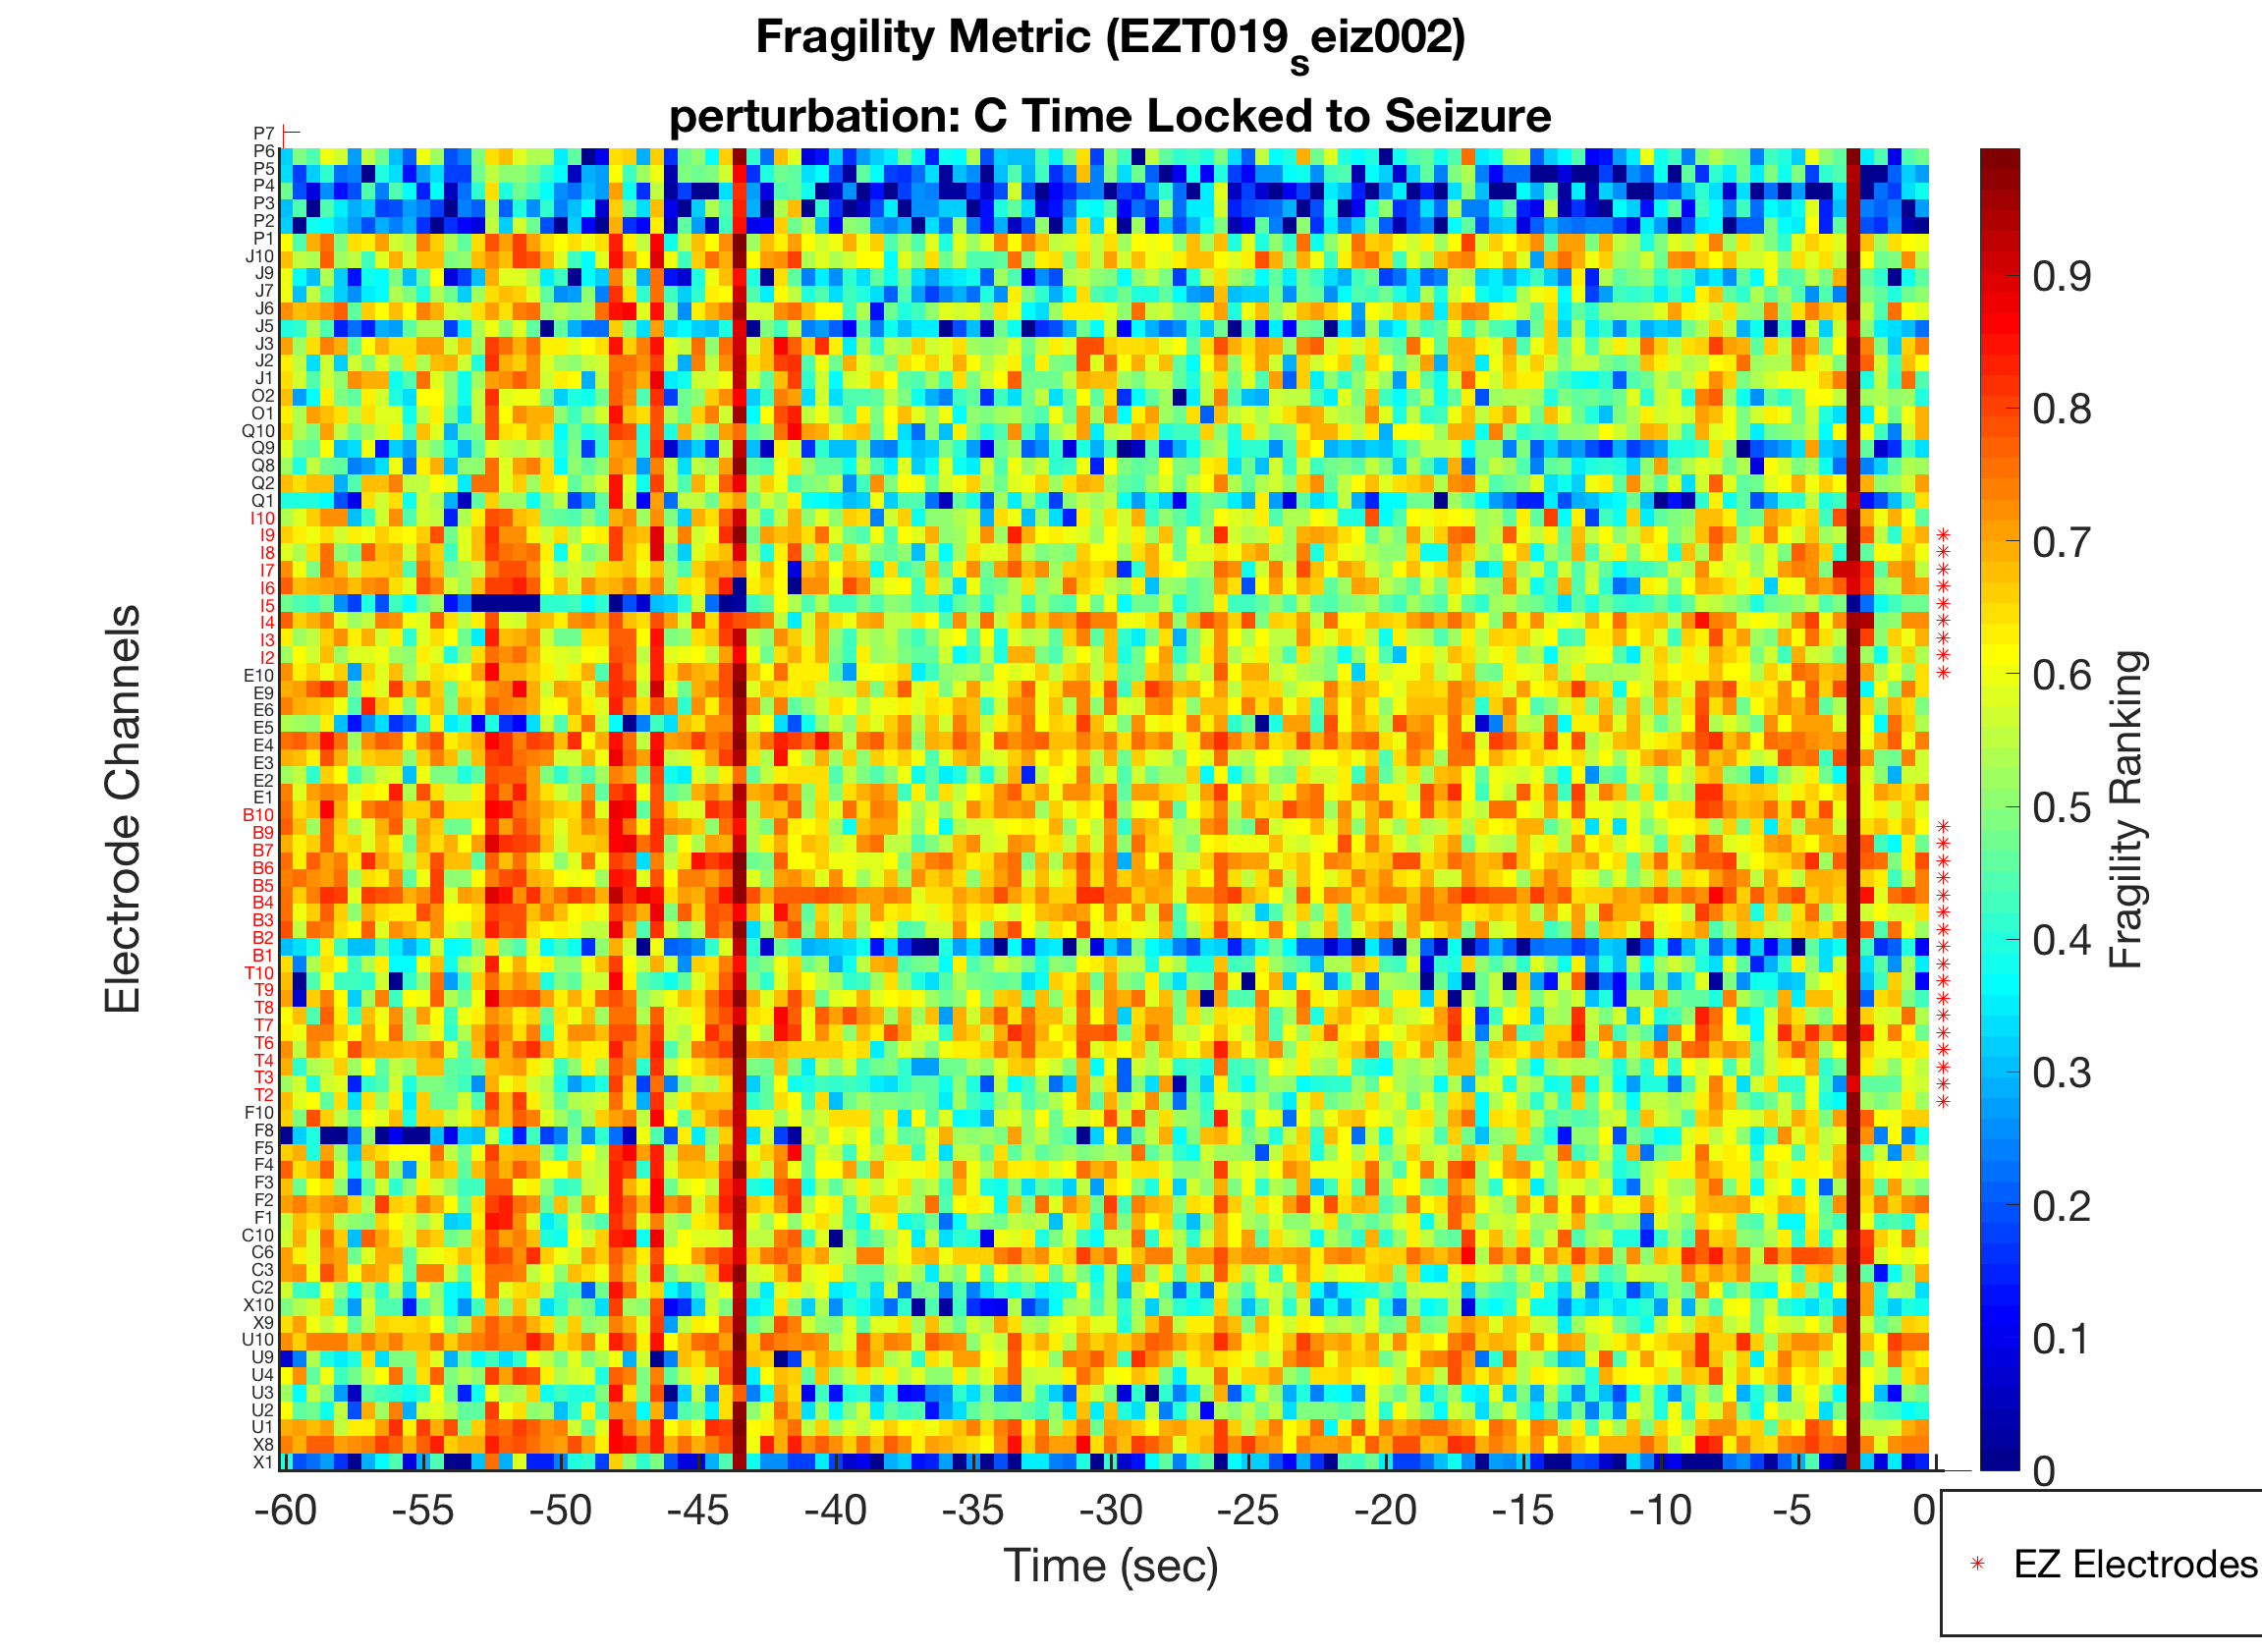 Fragility Metric (EZT019seiz002)
perturbation: C Time Locked to Seizure
Electrode Channels
P7
P6
P5
P4
P3
P2
P1
J10
J9
J7
J6
J5
J3
J2
J1
O2
O1
Q10
Q9
Q8
Q2
Q1
I10
I9
I8
I7
I6
I5
I4
I3
I2
E10
E9
E6
E5
E4
E3
E2
E1
B10
B9
B7
B6
B5
B4
B3
B2
B1
T10
T9
T8
T7
T6
T4
T3
T2
F10
F8
F5
F4
F3
F2
F1
C10
C6
C3
C2
X10
X9
U10
U9
U4
U3
U2
U1
X8
X1
-60 -55 -50 -45 -40 -35 -30 -25 -20 -15 -10 -5 0
Time (sec)
0.9
0.8
0.7
0.6
0.5
0.4
0.3
0.2
0.1
0
Fragility Ranking
EZ Electrodes